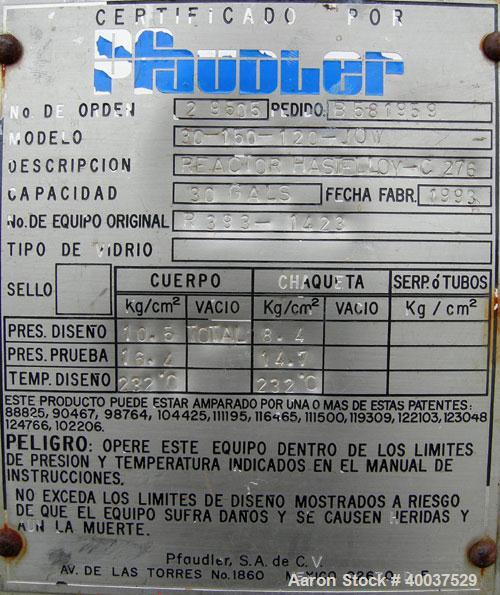 CERTIFICADO POR
Pfaudler
No. DE ORDEN 29505 PEDIDO. B581959
MODELO 30-150-120-JUV
DESCRIPCION REACTOR HASTELLOY-C 276
CAPACIDAD 30 GALS FECHA FABR. 1993
No. DE EQUIPO ORIGINAL R393-1423
TIPO DE VIDRIO
SELLO CUERPO CHAQUETA SERP.ó TUBOS
Kg/cm² VACIO Kg/cm² VACIO Kg/cm²
PRES. DISEÑO 10.5 TOTAL 8.4
PRES. PRUEBA 16.4 14.7
TEMP. DISEÑO 232°C 232°C
ESTE PRODUCTO PUEDE ESTAR AMPARADO POR UNA O MAS DE ESTAS PATENTES:
88825, 90467, 98764, 104425, 111195, 116465, 111500, 119309, 122103, 123048
124766, 102206.
PELIGRO: OPERE ESTE EQUIPO DENTRO DE LOS LIMITES
DE PRESION Y TEMPERATURA INDICADOS EN EL MANUAL DE
INSTRUCCIONES.
NO EXCEDA LOS LIMITES DE DISEÑO MOSTRADOS A RIESGO
DE QUE EL EQUIPO SUFRA DAÑOS Y SE CAUSEN HERIDAS Y
AUN LA MUERTE.
Pfaudler, S.A. de C.V.
AV. DE LAS TORRES No. 1860 MEXICO
Aaron Stock # 40037529